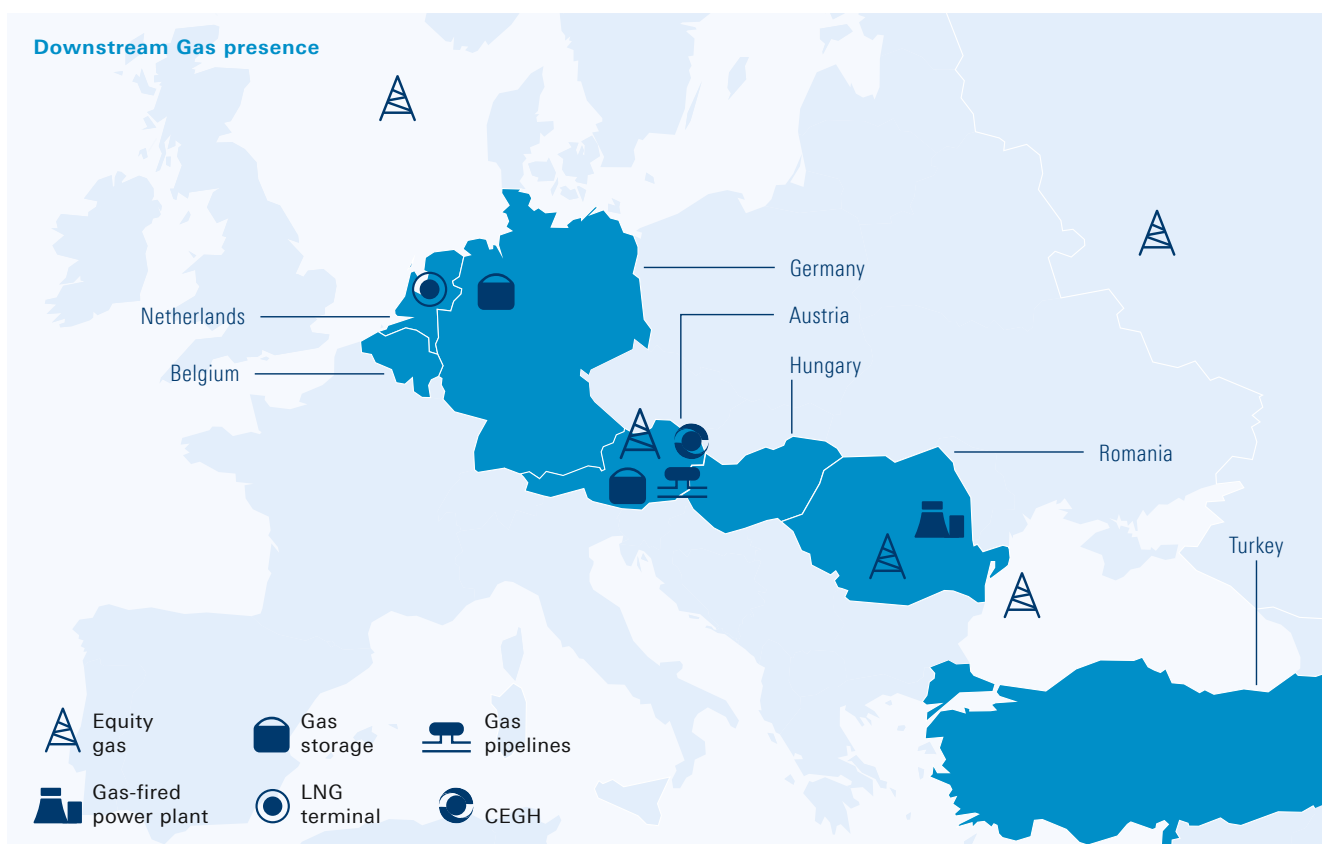 Downstream Gas presence
Germany
Netherlands
Austria
Belgium
Hungary
Romania
Turkey
Equity
gas
Gas
storage
Gas
pipelines
Gas-fired
power plant
LNG
terminal
CEGH